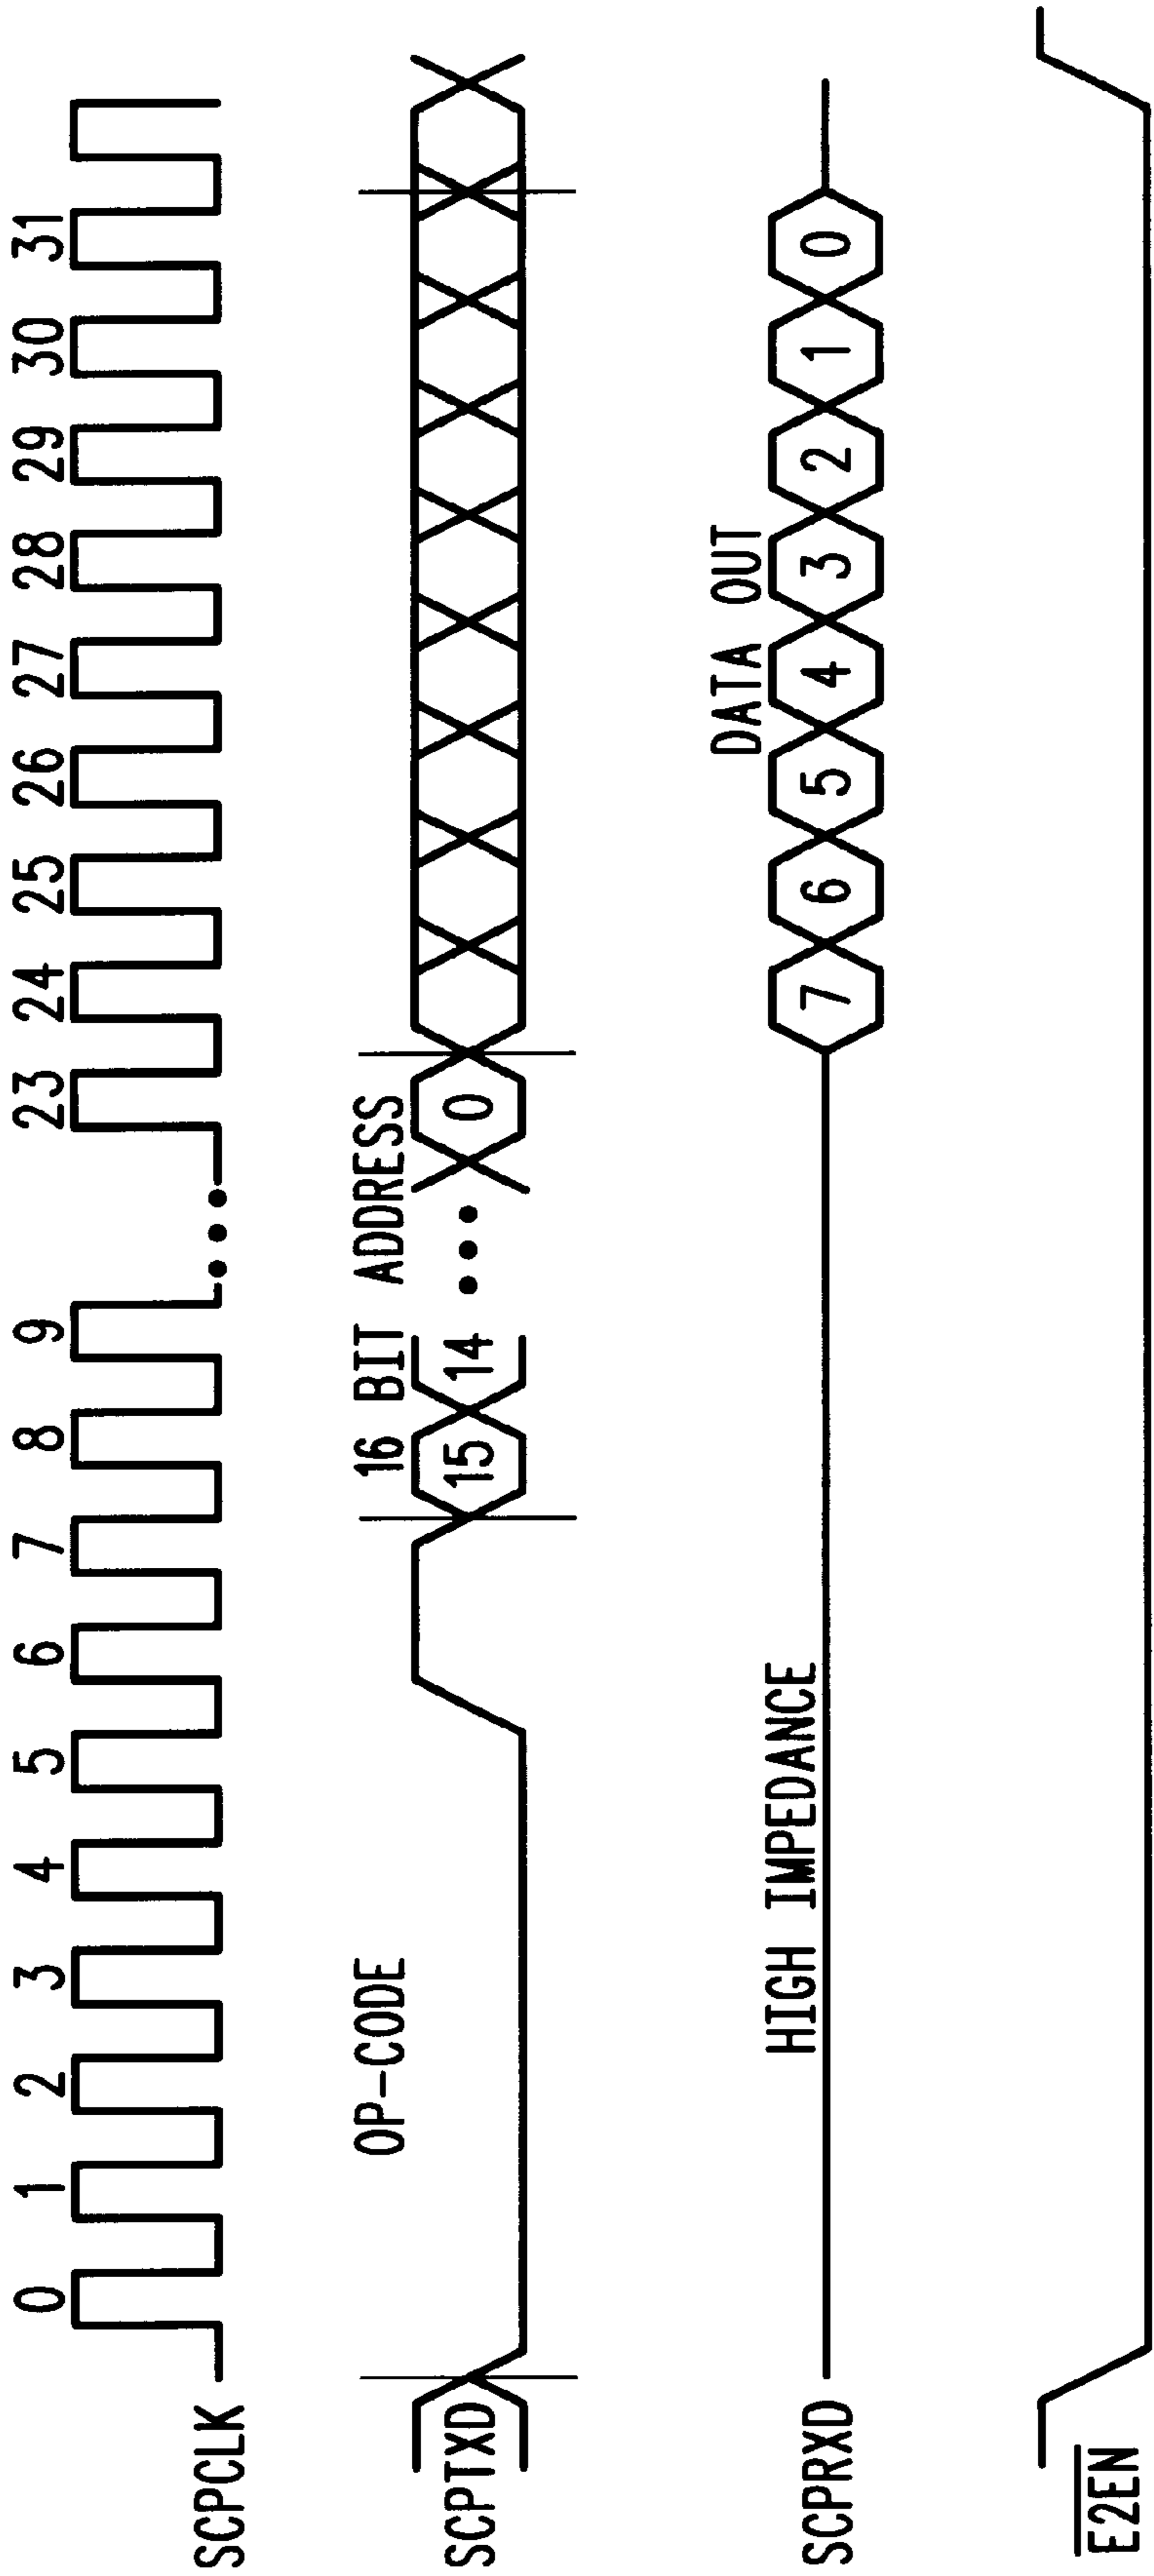 0 1 2 3 4 5 6 7 8 9 23 24 25 26 27 28 29 30 31
SCPCLK
OP-CODE 16 BIT ADDRESS
SCPTXD 15 14 0
DATA OUT
HIGH IMPEDANCE
SCPRXD 7 6 5 4 3 2 1 0
E2EN